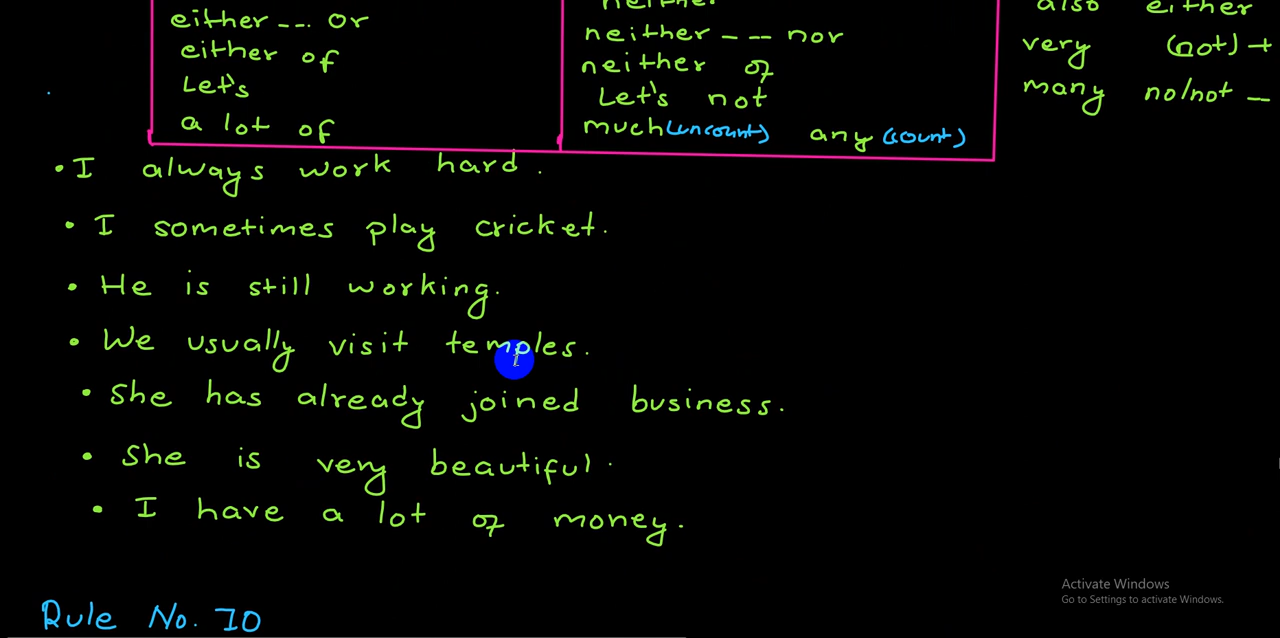 either --- or
either of
Let's
a lot of
neither
neither --- nor
neither of
Let's not
much (uncount) any (count)
also either
very (not) +
many no/not -
• I always work hard.
• I sometimes play cricket.
• He is still working.
• We usually visit temples.
• She has already joined business.
• She is very beautiful.
• I have a lot of money.
Activate Windows
Go to Settings to activate Windows.
Rule No. 10